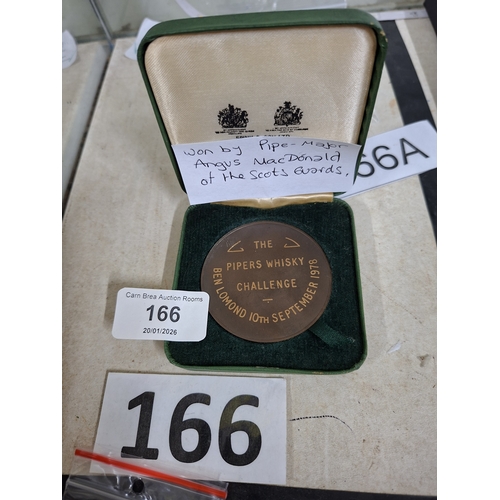 Won by Pipe-Major
Angus MacDonald
of the Scots Guards.
66A
THE
PIPERS WHISKY
CHALLENGE
BEN LOMOND 10TH SEPTEMBER 1978
Carn Brea Auction Rooms
166
20/01/2026
166